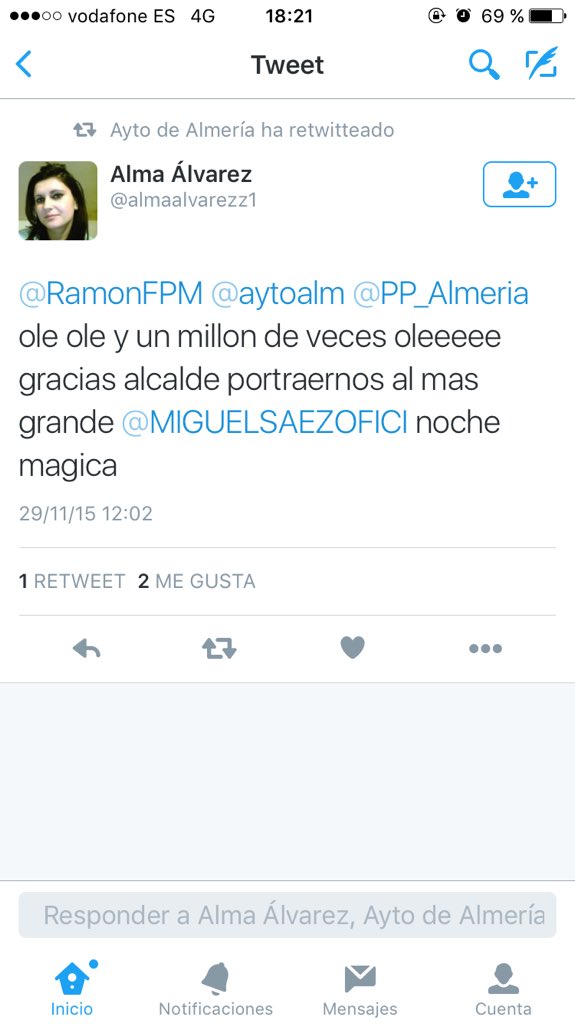 vodafone ES 4G 18:21 69 %
Tweet
Ayto de Almería ha retwitteado
Alma Álvarez
@almaalvarezz1
@RamonFPM @aytoalm @PP_Almeria
ole ole y un millon de veces oleeeee
gracias alcalde portraernos al mas
grande @MIGUELSAEZOFICI noche
magica
29/11/15 12:02
1 RETWEET 2 ME GUSTA
Responder a Alma Álvarez, Ayto de Almería
Inicio Notificaciones Mensajes Cuenta